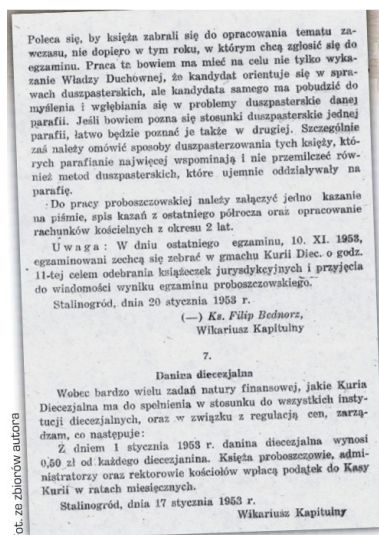 Poleca się, by księża zabrali się do opracowania tematu za-
wczasu, nie dopiero w tym roku, w którym chcą zgłosić się do
egzaminu. Praca ta bowiem ma mieć na celu nie tylko wyka-
zanie Władzy Duchownej, że kandydat orientuje się w spra-
wach duszpasterskich, ale kandydata samego ma pobudzić do
myślenia i wgłębiania się w problemy duszpasterskie danej
parafii. Jeśli bowiem pozna się stosunki duszpasterskie jednej
parafii, łatwo będzie poznać je także w drugiej. Szczególnie
zaś należy omówić sposoby duszpasterzowania tych księży, któ-
rych parafianie najwięcej wspominają i nie przemilczeć rów-
nież metod duszpasterskich, które ujemnie oddziaływały na
parafię.
Do pracy proboszczowskiej należy załączyć jedno kazanie
na piśmie, spis kazań z ostatniego półrocza oraz opracowanie
rachunków kościelnych z okresu 2 lat.
Uwaga: W dniu ostatniego egzaminu, 10. XI. 1953,
egzaminowani zechcą się zebrać w gmachu Kurii Diec. o godz.
11-tej celem odebrania książeczek jurysdykcyjnych i przyjęcia
do wiadomości wyniku egzaminu proboszczowskiego.
Stalinogród, dnia 20 stycznia 1953 r.
(—) Ks. Filip Bednorz,
Wikariusz Kapitulny
7.
Danina diecezjalna
Wobec bardzo wielu zadań natury finansowej, jakie Kuria
Diecezjalna ma do spełnienia w stosunku do wszystkich insty-
tucji diecezjalnych, oraz w związku z regulacją cen, zarzą-
dzam, co następuje:
Z dniem 1 stycznia 1953 r. danina diecezjalna wynosi
0,50 zł od każdego diecezjanina. Księża proboszczowie, admi-
nistratorzy oraz rektorowie kościołów wpłacą podatek do Kasy
Kurii w ratach miesięcznych.
Stalinogród, dnia 17 stycznia 1953 r.
Wikariusz Kapitulny
ot. ze zbiorów autora